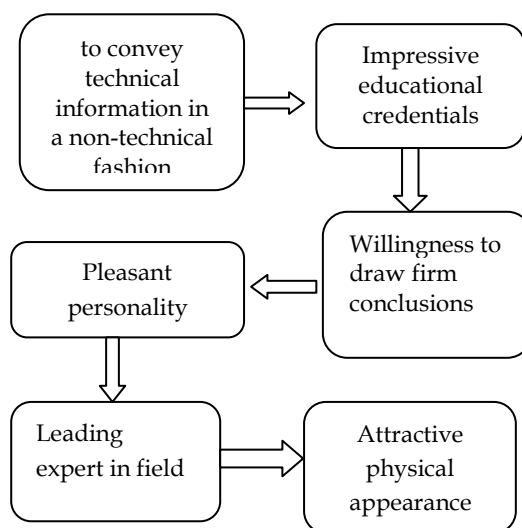 to convey
technical
information in
a non-technical
fashion
Impressive
educational
credentials
Willingness to
draw firm
conclusions
Pleasant
personality
Leading
expert in field
Attractive
physical
appearance